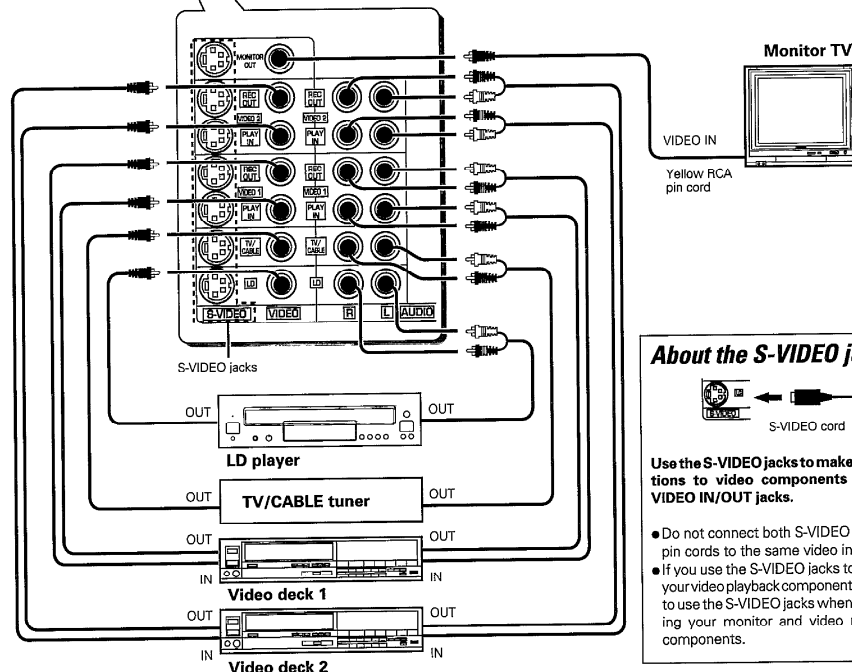 Monitor TV
MONITOR OUT
REC OUT
REC OUT
VIDEO 2
VIDEO 2
PLAY IN
PLAY IN
VIDEO IN
Yellow RCA
pin cord
REC OUT
REC OUT
VIDEO 1
VIDEO 1
PLAY IN
PLAY IN
TV/ CABLE
TV/ CABLE
LD
LD
S-VIDEO VIDEO R L AUDIO
S-VIDEO jacks
OUT OUT
LD player
OUT TV/CABLE tuner OUT
OUT OUT
IN IN
Video deck 1
OUT OUT
IN IN
Video deck 2
About the S-VIDEO j
LD
S-VIDEO
S-VIDEO cord
Use the S-VIDEO jacks to make
tions to video components
VIDEO IN/OUT jacks.
● Do not connect both S-VIDEO
pin cords to the same video in
● If you use the S-VIDEO jacks to
your video playback component
to use the S-VIDEO jacks when
ing your monitor and video
components.